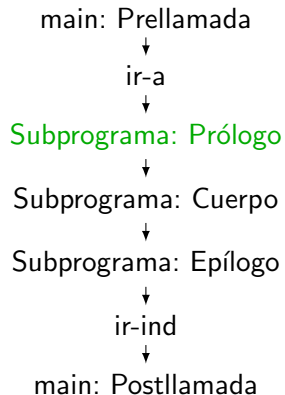 main: Prellamada
ir-a
Subprograma: Prólogo
Subprograma: Cuerpo
Subprograma: Epílogo
ir-ind
main: Postllamada